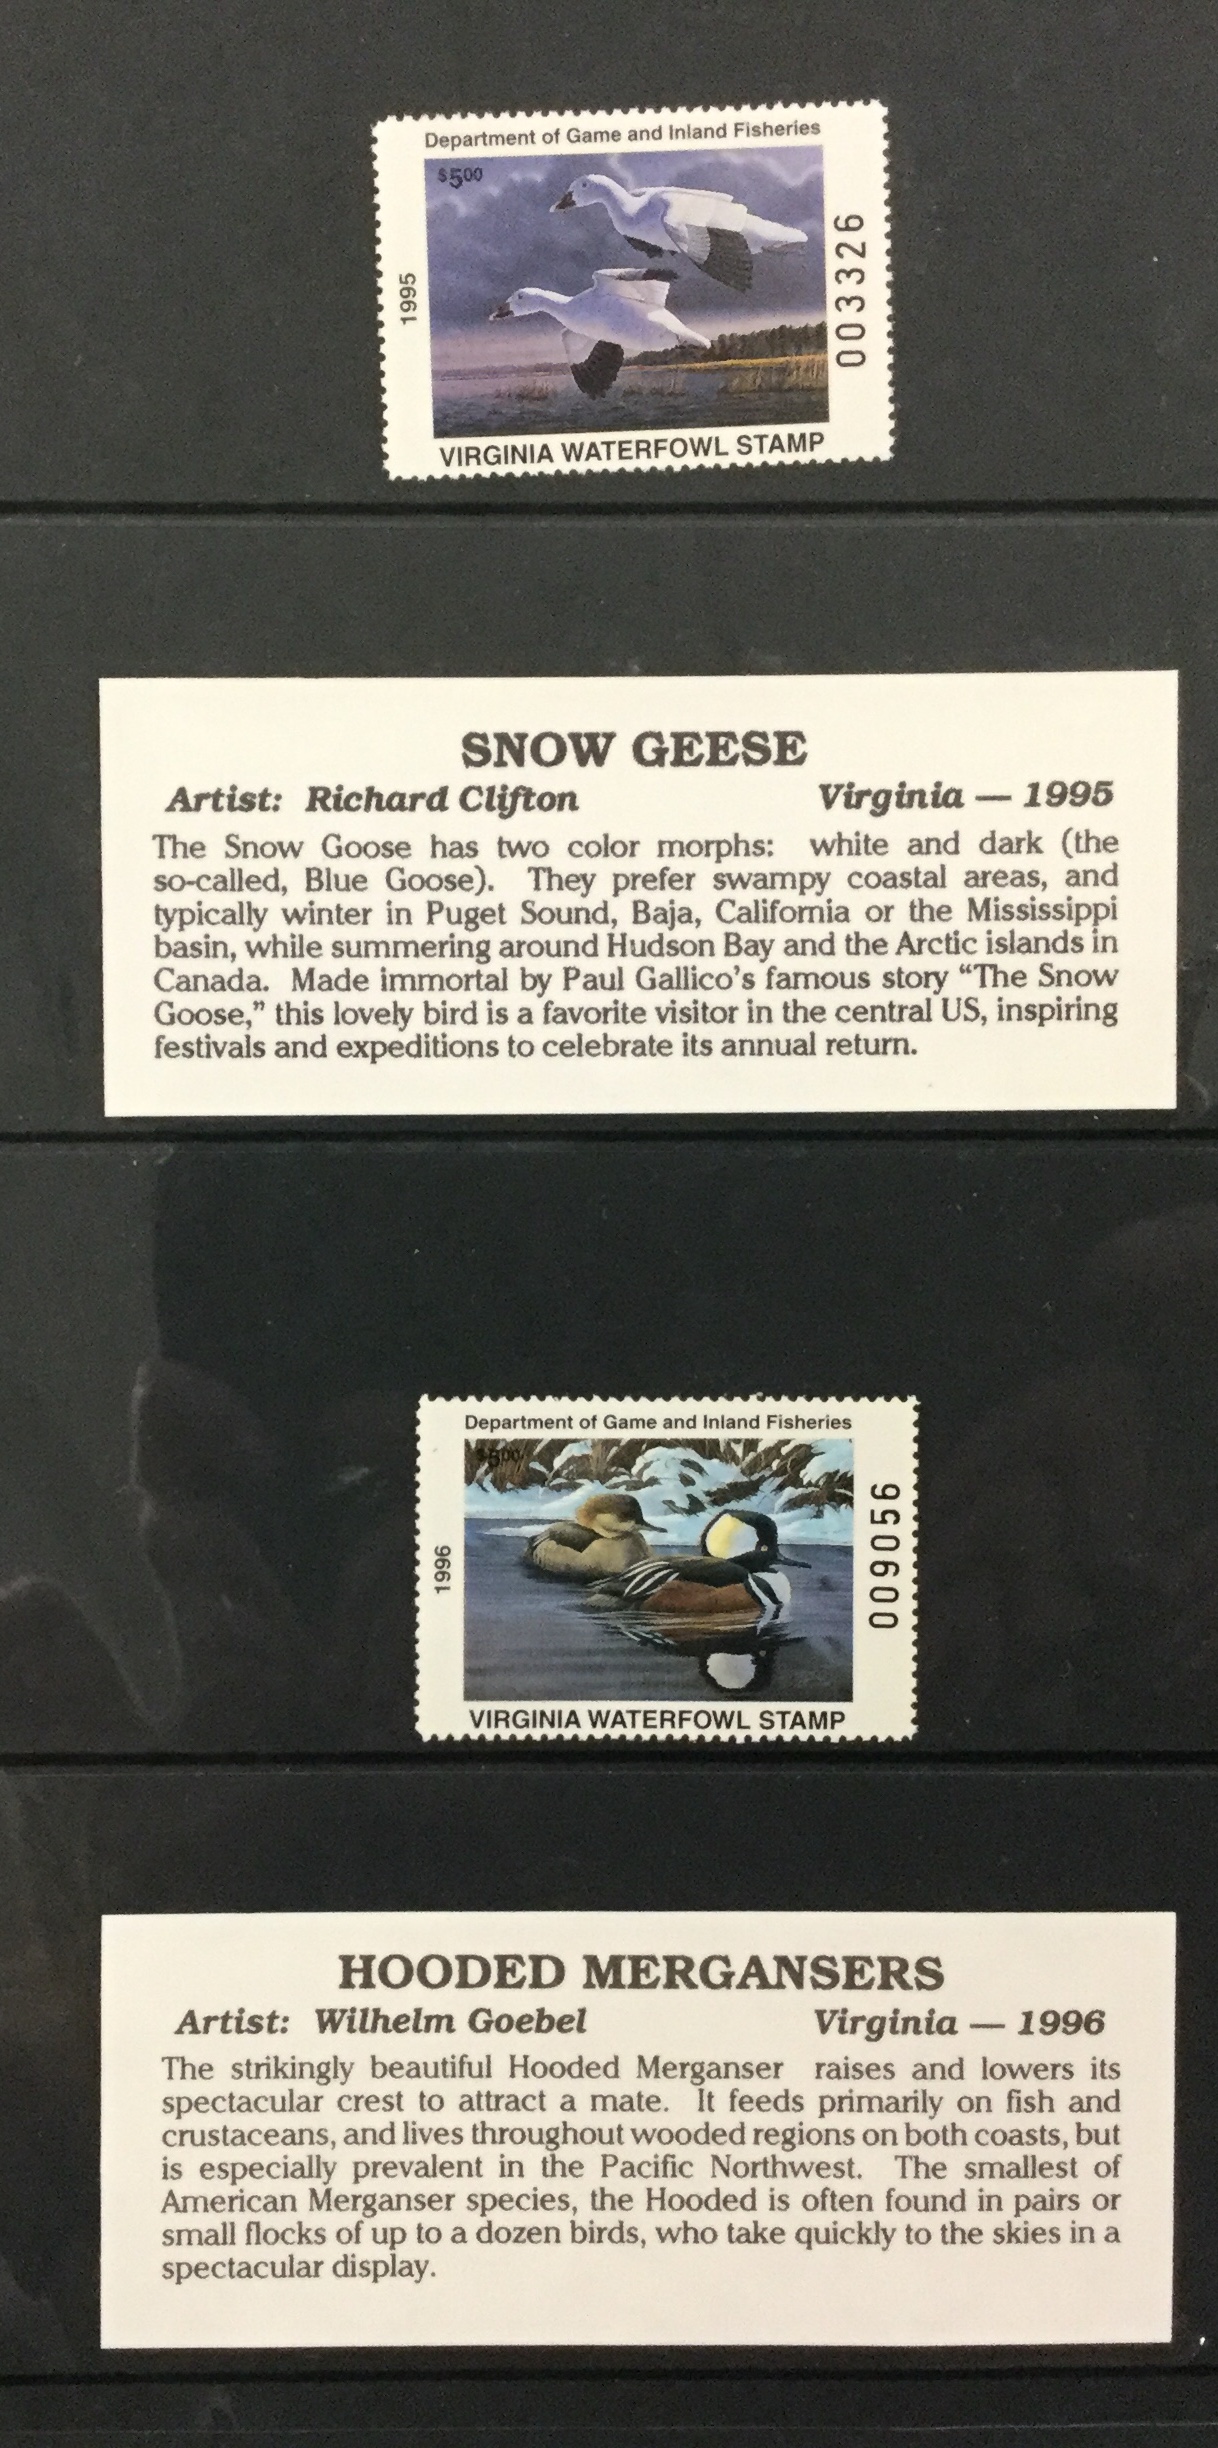 Department of Game and Inland Fisheries
$5.00
1995
003326
VIRGINIA WATERFOWL STAMP
SNOW GEESE
Artist: Richard Clifton Virginia — 1995
The Snow Goose has two color morphs: white and dark (the
so-called, Blue Goose). They prefer swampy coastal areas, and
typically winter in Puget Sound, Baja, California or the Mississippi
basin, while summering around Hudson Bay and the Arctic islands in
Canada. Made immortal by Paul Gallico's famous story “The Snow
Goose,” this lovely bird is a favorite visitor in the central US, inspiring
festivals and expeditions to celebrate its annual return.
Department of Game and Inland Fisheries
$5.00
1996
009056
VIRGINIA WATERFOWL STAMP
HOODED MERGANSERS
Artist: Wilhelm Goebel Virginia — 1996
The strikingly beautiful Hooded Merganser raises and lowers its
spectacular crest to attract a mate. It feeds primarily on fish and
crustaceans, and lives throughout wooded regions on both coasts, but
is especially prevalent in the Pacific Northwest. The smallest of
American Merganser species, the Hooded is often found in pairs or
small flocks of up to a dozen birds, who take quickly to the skies in a
spectacular display.